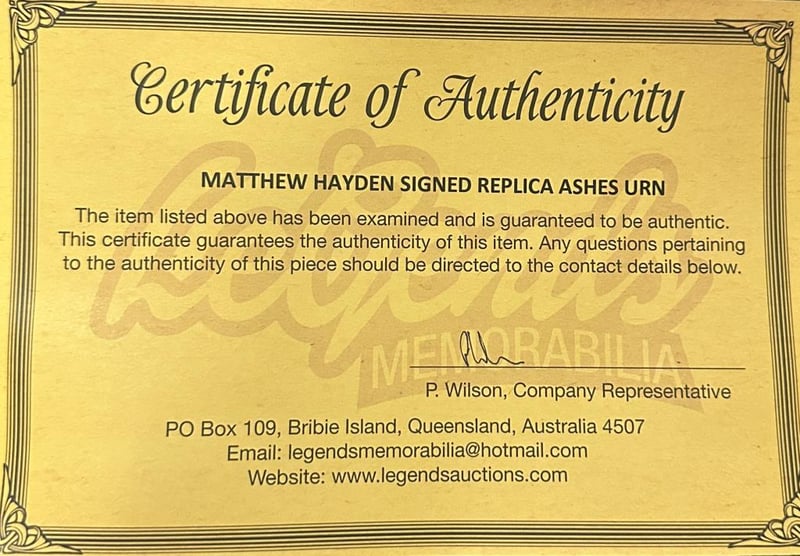 Certificate of Authenticity
MATTHEW HAYDEN SIGNED REPLICA ASHES URN
The item listed above has been examined and is guaranteed to be authentic.
This certificate guarantees the authenticity of this item. Any questions pertaining
to the authenticity of this piece should be directed to the contact details below.
Legends
MEMORABILIA
P. Wilson, Company Representative
PO Box 109, Bribie Island, Queensland, Australia 4507
Email: legendsmemorabilia@hotmail.com
Website: www.legendsauctions.com